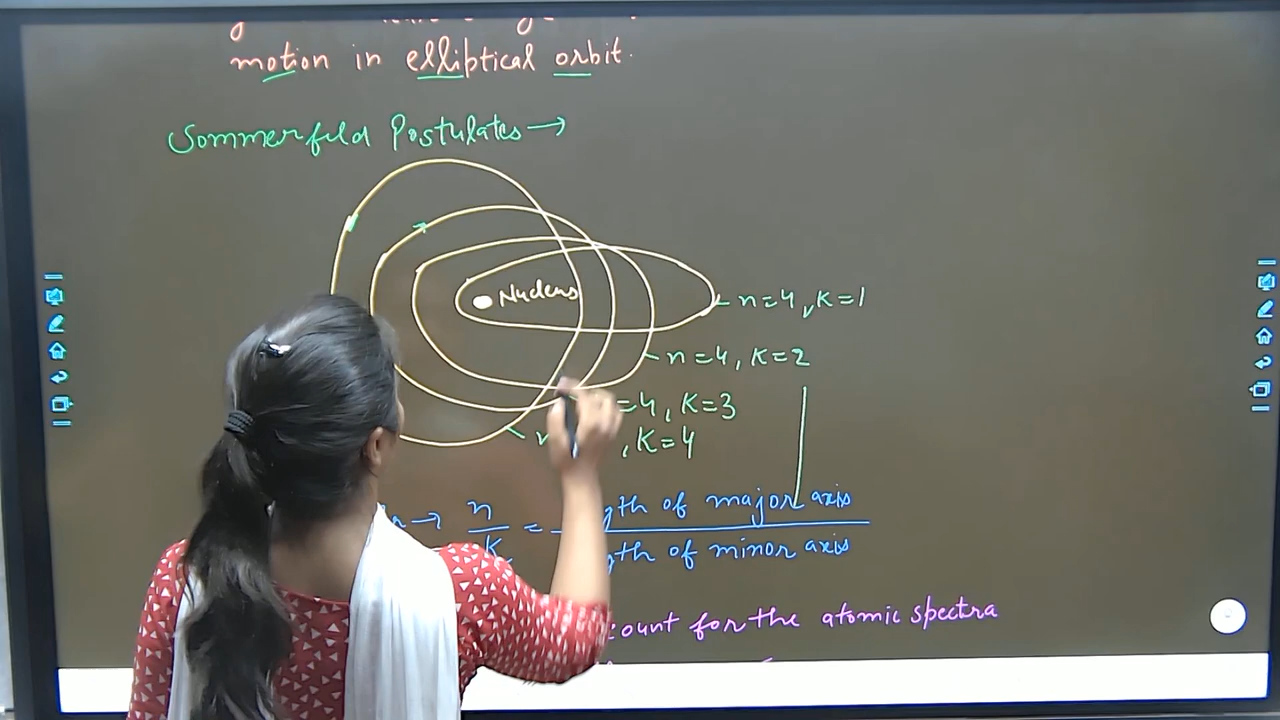 motion in elliptical orbit.
Sommerfeld Postulates →
Nucleus
n=4, K=1
n=4, K=2
=4, K=3
, K=4
→ n/K = gth of major axis
gth of minor axis
count for the atomic spectra